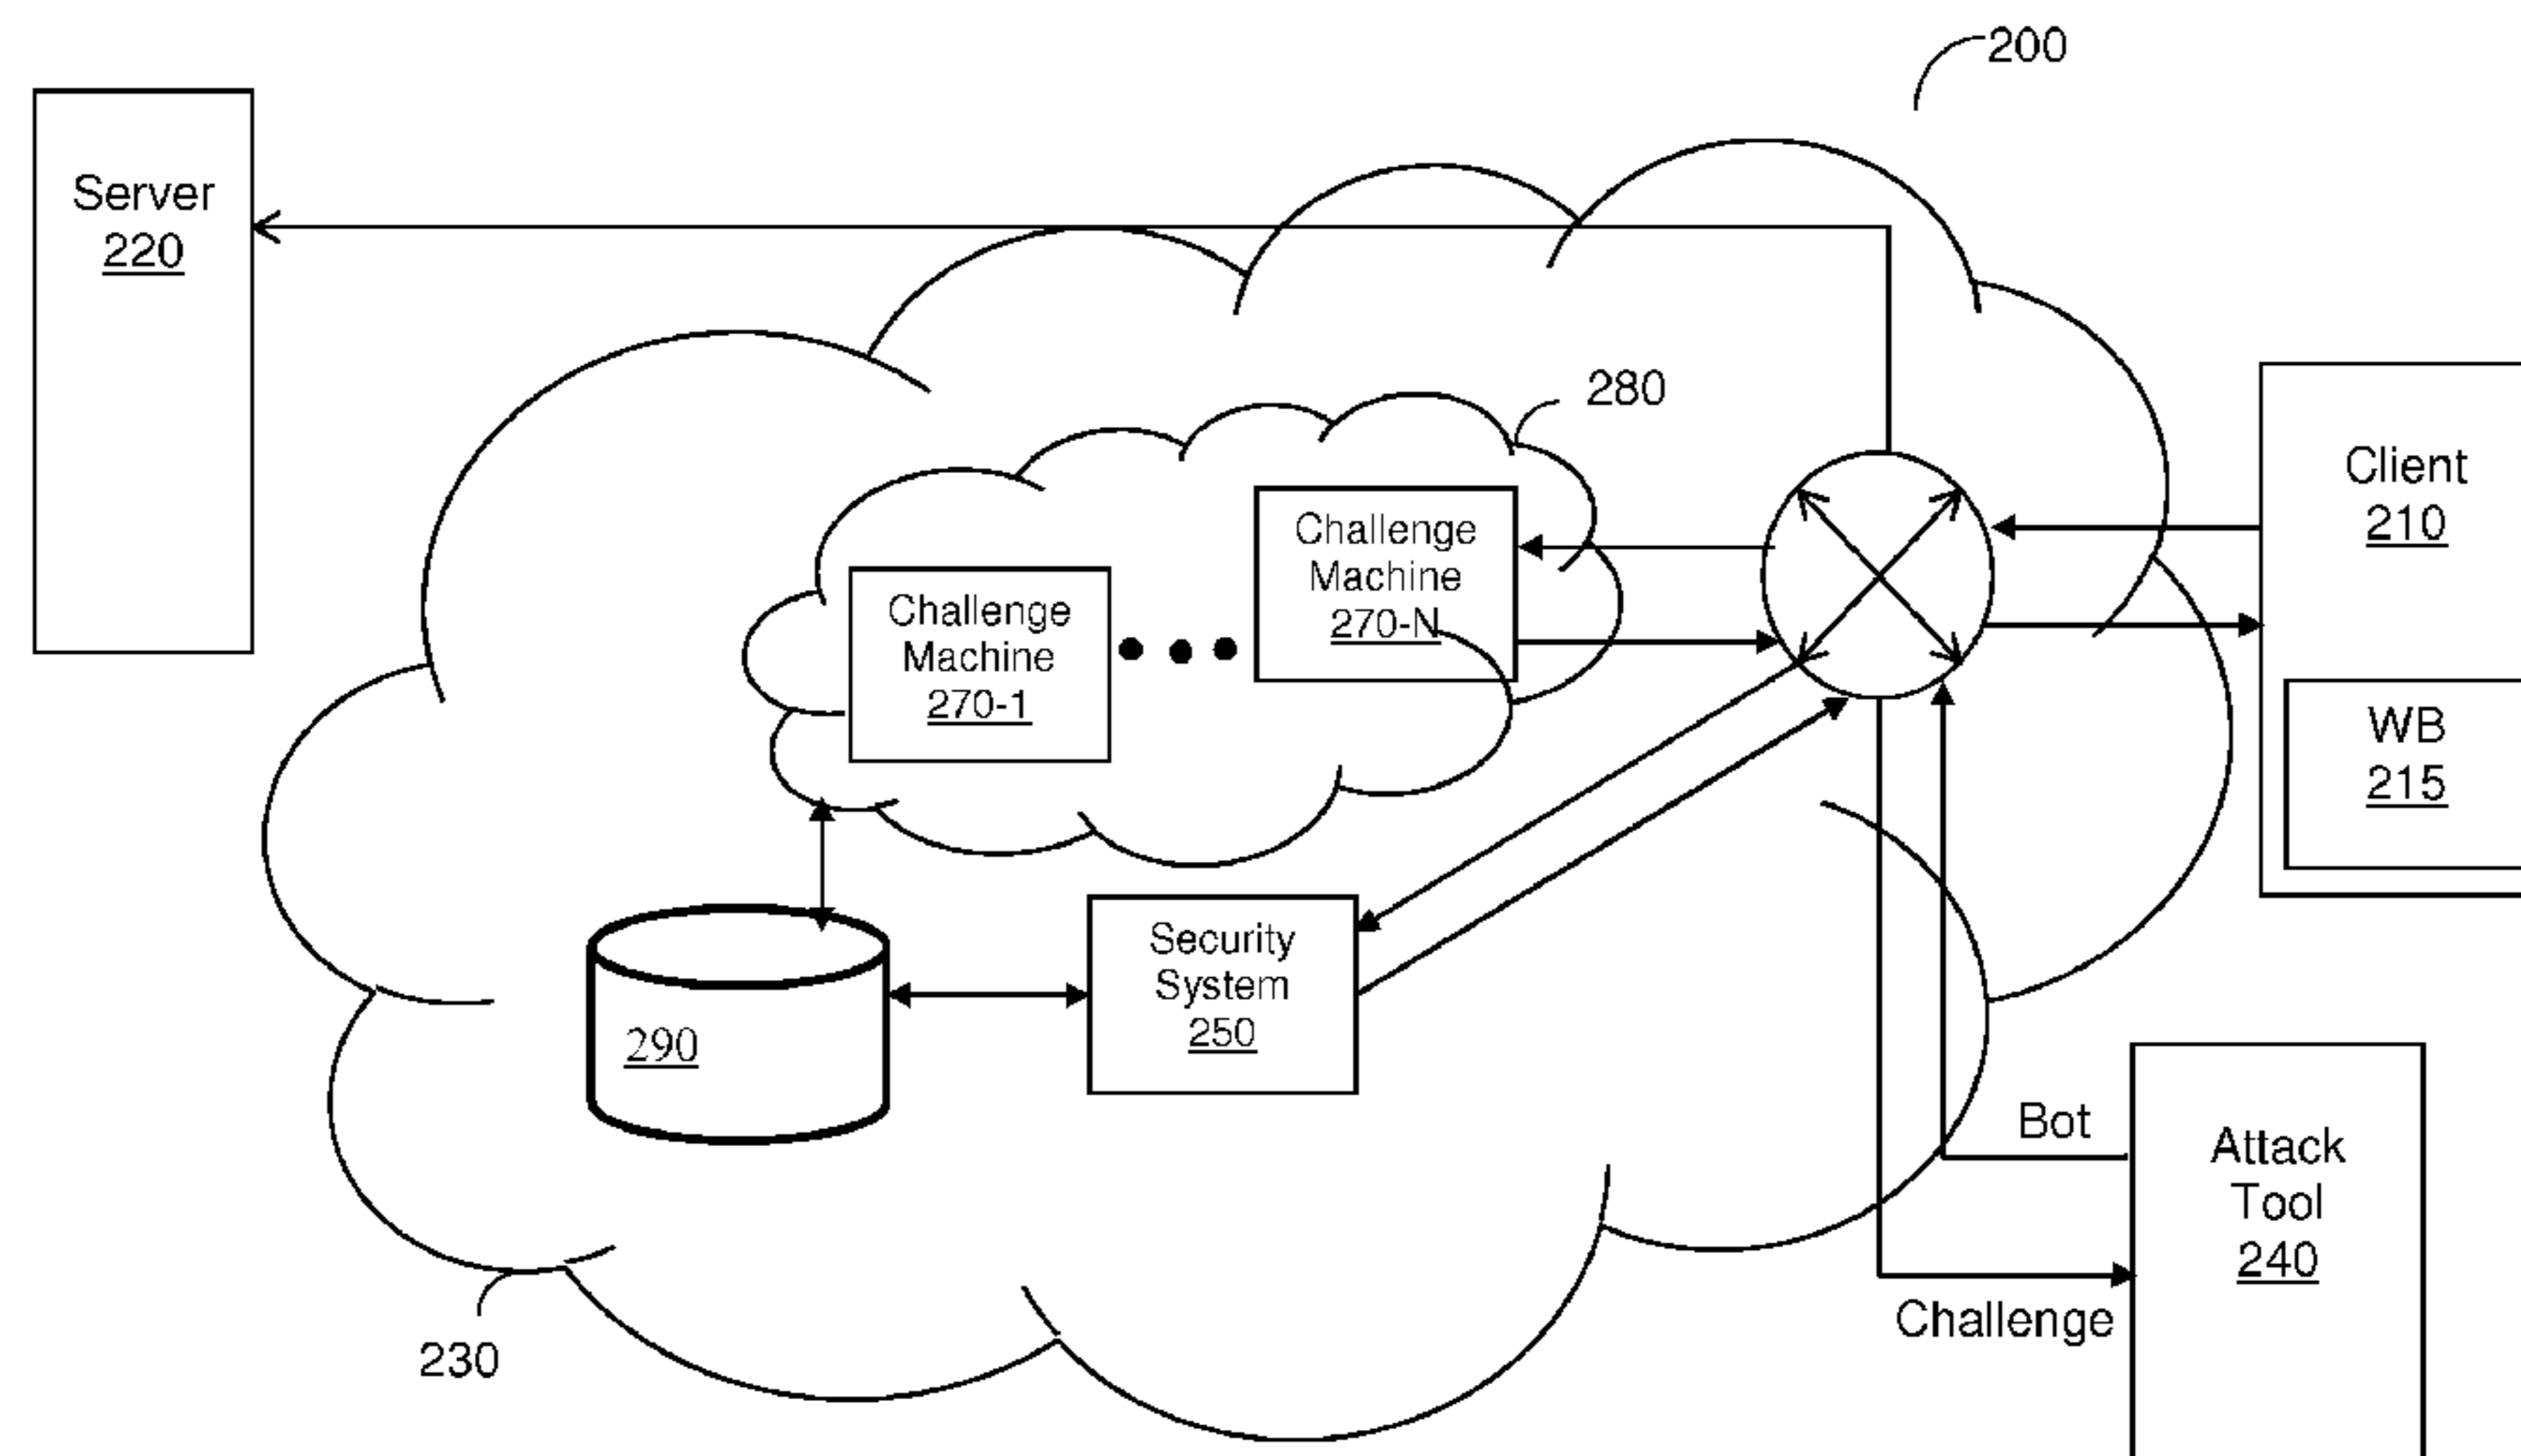 200
Server
220
280
Client
210
Challenge
Machine
270-N
Challenge
Machine
270-1
WB
215
Security
System
250
290
Bot
Attack
Tool
240
Challenge
230